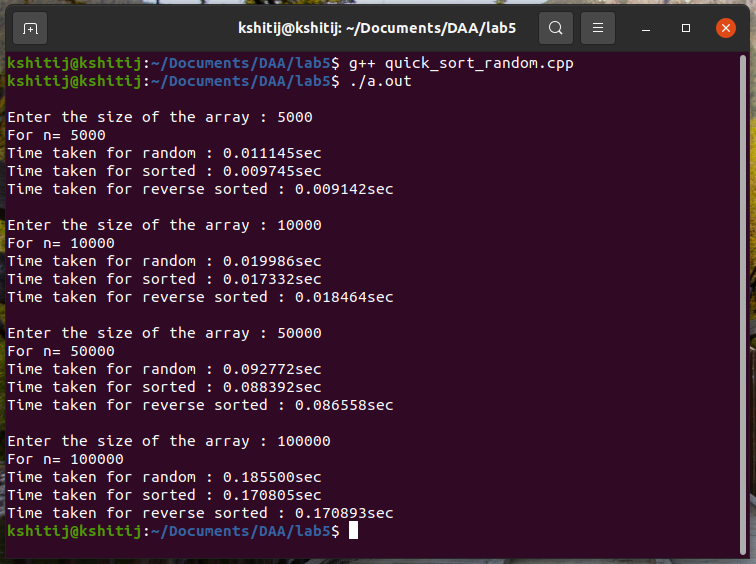 kshitij@kshitij: ~/Documents/DAA/lab5
kshitij@kshitij:~/Documents/DAA/lab5$ g++ quick_sort_random.cpp
kshitij@kshitij:~/Documents/DAA/lab5$ ./a.out
Enter the size of the array : 5000
For n= 5000
Time taken for random : 0.011145sec
Time taken for sorted : 0.009745sec
Time taken for reverse sorted : 0.009142sec
Enter the size of the array : 10000
For n= 10000
Time taken for random : 0.019986sec
Time taken for sorted : 0.017332sec
Time taken for reverse sorted : 0.018464sec
Enter the size of the array : 50000
For n= 50000
Time taken for random : 0.092772sec
Time taken for sorted : 0.088392sec
Time taken for reverse sorted : 0.086558sec
Enter the size of the array : 100000
For n= 100000
Time taken for random : 0.185500sec
Time taken for sorted : 0.170805sec
Time taken for reverse sorted : 0.170893sec
kshitij@kshitij:~/Documents/DAA/lab5$